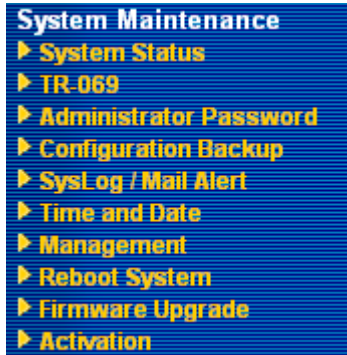 System Maintenance
System Status
TR-069
Administrator Password
Configuration Backup
SysLog / Mail Alert
Time and Date
Management
Reboot System
Firmware Upgrade
Activation